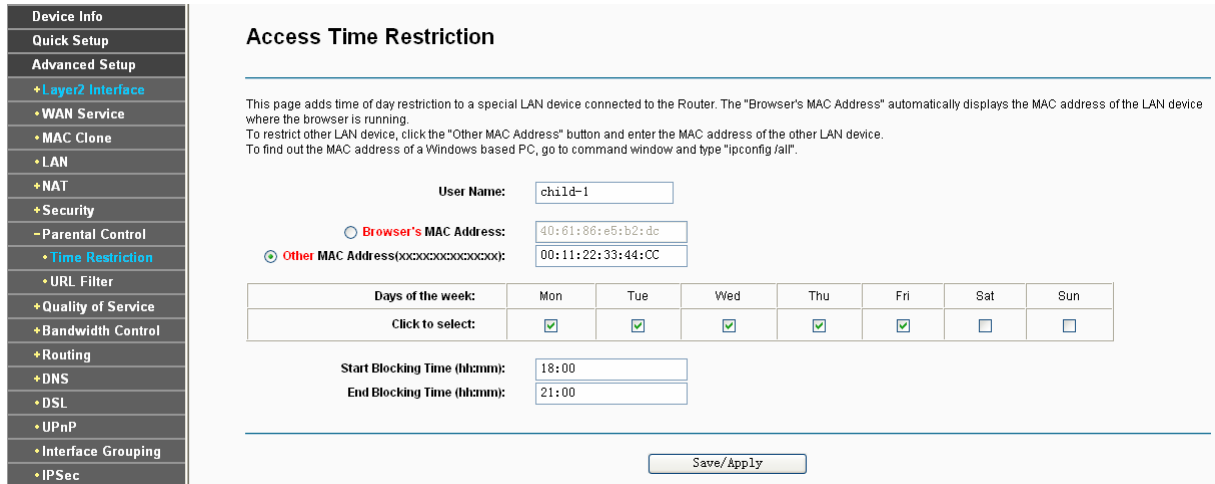 Device Info
Quick Setup
Advanced Setup
+Layer2 Interface
•WAN Service
•MAC Clone
•LAN
+NAT
+Security
−Parental Control
•Time Restriction
•URL Filter
+Quality of Service
+Bandwidth Control
+Routing
+DNS
•DSL
•UPnP
•Interface Grouping
•IPSec
Access Time Restriction
This page adds time of day restriction to a special LAN device connected to the Router. The "Browser's MAC Address" automatically displays the MAC address of the LAN device
where the browser is running.
To restrict other LAN device, click the "Other MAC Address" button and enter the MAC address of the other LAN device.
To find out the MAC address of a Windows based PC, go to command window and type "ipconfig /all".
User Name: child-1
Browser's MAC Address: 40:61:86:e5:b2:dc
Other MAC Address(xx:xx:xx:xx:xx:xx): 00:11:22:33:44:CC
Days of the week: Mon Tue Wed Thu Fri Sat Sun
Click to select:
Start Blocking Time (hh:mm): 18:00
End Blocking Time (hh:mm): 21:00
Save/Apply